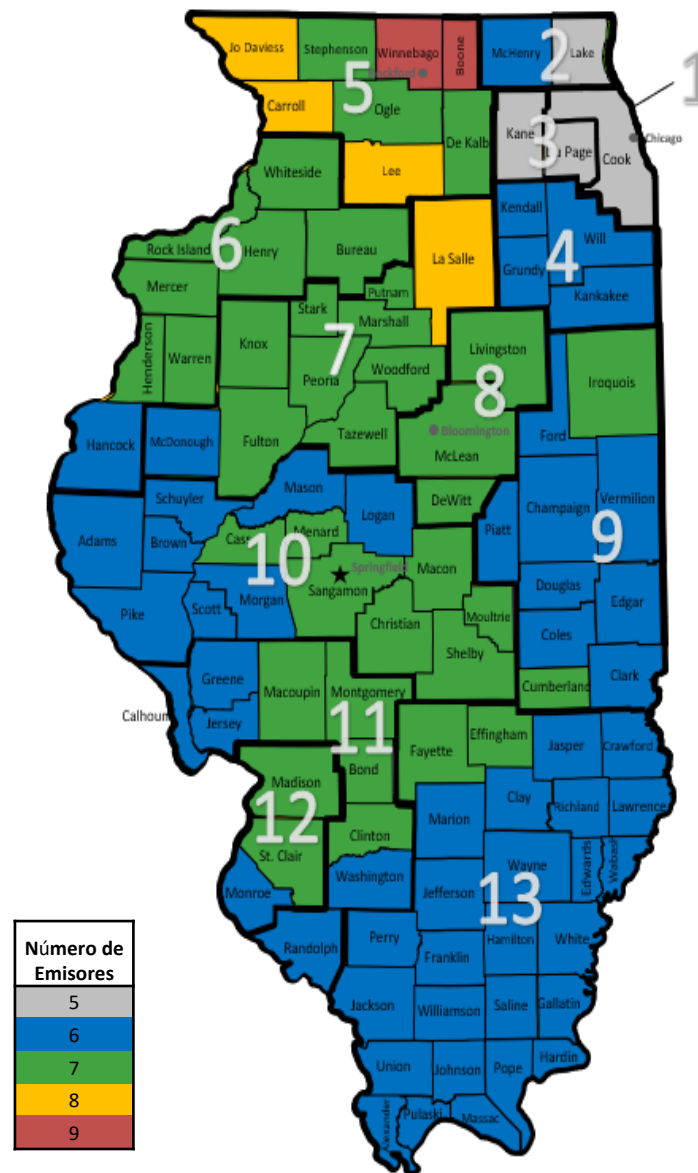 Jo Daviess
Stephenson
Winnebago
Boone
McHenry
Lake
2
1
Rockford
5
Carroll
Ogle
De Kalb
Kane
3
Du Page
Cook
Chicago
Whiteside
Lee
Kendall
Will
4
Rock Island
6
Henry
Bureau
La Salle
Grundy
Kankakee
Mercer
Putnam
Stark
Marshall
7
Henderson
Warren
Knox
Peoria
Woodford
Livingston
8
Iroquois
Hancock
McDonough
Fulton
Tazewell
Bloomington
McLean
Ford
Mason
Schuyler
Logan
DeWitt
Champaign
Vermilion
Adams
Brown
Cass
Menard
Piatt
9
10
Springfield
Macon
Scott
Morgan
Sangamon
Douglas
Edgar
Pike
Christian
Moultrie
Coles
Shelby
Greene
Macoupin
Montgomery
Cumberland
Clark
Calhoun
Jersey
11
Effingham
Fayette
Jasper
Crawford
Madison
Bond
12
Clay
Richland
Lawrence
Marion
Clinton
St. Clair
Wayne
Edwards
Wabash
Monroe
Washington
Jefferson
13
Randolph
Perry
Hamilton
White
Franklin
Jackson
Williamson
Saline
Gallatin
Union
Johnson
Pope
Hardin
Pulaski
Massac
Número de
Emisores
5
6
7
8
9